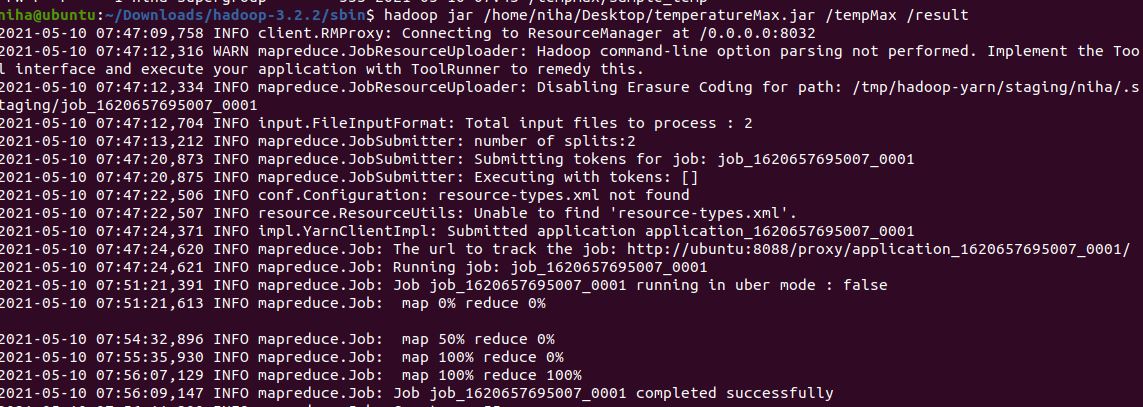 niha@ubuntu:~/Downloads/hadoop-3.2.2/sbin$ hadoop jar /home/niha/Desktop/temperatureMax.jar /tempMax /result
2021-05-10 07:47:09,758 INFO client.RMProxy: Connecting to ResourceManager at /0.0.0.0:8032
2021-05-10 07:47:12,316 WARN mapreduce.JobResourceUploader: Hadoop command-line option parsing not performed. Implement the Too
l interface and execute your application with ToolRunner to remedy this.
2021-05-10 07:47:12,334 INFO mapreduce.JobResourceUploader: Disabling Erasure Coding for path: /tmp/hadoop-yarn/staging/niha/.s
taging/job_1620657695007_0001
2021-05-10 07:47:12,704 INFO input.FileInputFormat: Total input files to process : 2
2021-05-10 07:47:13,212 INFO mapreduce.JobSubmitter: number of splits:2
2021-05-10 07:47:20,873 INFO mapreduce.JobSubmitter: Submitting tokens for job: job_1620657695007_0001
2021-05-10 07:47:20,875 INFO mapreduce.JobSubmitter: Executing with tokens: []
2021-05-10 07:47:22,506 INFO conf.Configuration: resource-types.xml not found
2021-05-10 07:47:22,507 INFO resource.ResourceUtils: Unable to find 'resource-types.xml'.
2021-05-10 07:47:24,371 INFO impl.YarnClientImpl: Submitted application application_1620657695007_0001
2021-05-10 07:47:24,620 INFO mapreduce.Job: The url to track the job: http://ubuntu:8088/proxy/application_1620657695007_0001/
2021-05-10 07:47:24,621 INFO mapreduce.Job: Running job: job_1620657695007_0001
2021-05-10 07:51:21,391 INFO mapreduce.Job: Job job_1620657695007_0001 running in uber mode : false
2021-05-10 07:51:21,613 INFO mapreduce.Job:  map 0% reduce 0%
2021-05-10 07:54:32,896 INFO mapreduce.Job:  map 50% reduce 0%
2021-05-10 07:55:35,930 INFO mapreduce.Job:  map 100% reduce 0%
2021-05-10 07:56:07,129 INFO mapreduce.Job:  map 100% reduce 100%
2021-05-10 07:56:09,147 INFO mapreduce.Job: Job job_1620657695007_0001 completed successfully